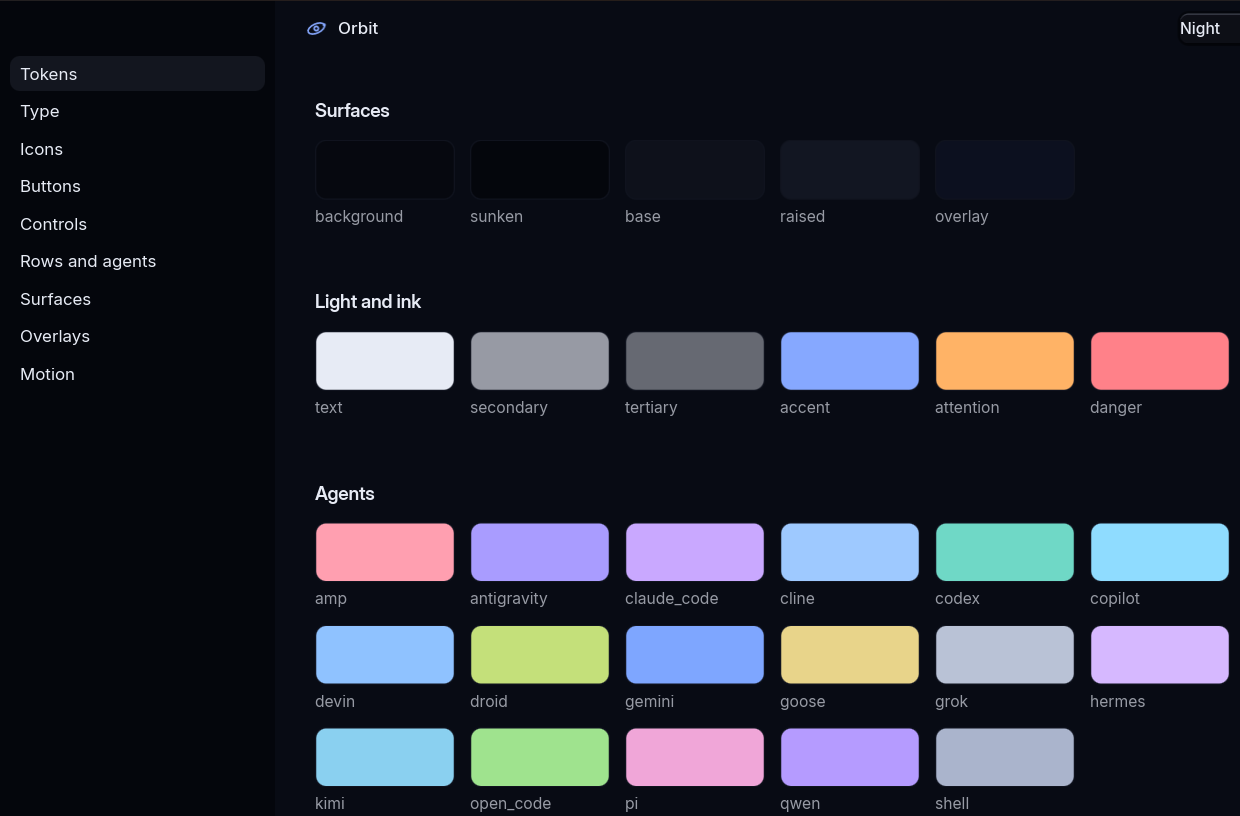 Orbit
Night
Tokens
Type
Icons
Buttons
Controls
Rows and agents
Surfaces
Overlays
Motion
Surfaces
background sunken base raised overlay
Light and ink
text secondary tertiary accent attention danger
Agents
amp antigravity claude_code cline codex copilot
devin droid gemini goose grok hermes
kimi open_code pi qwen shell